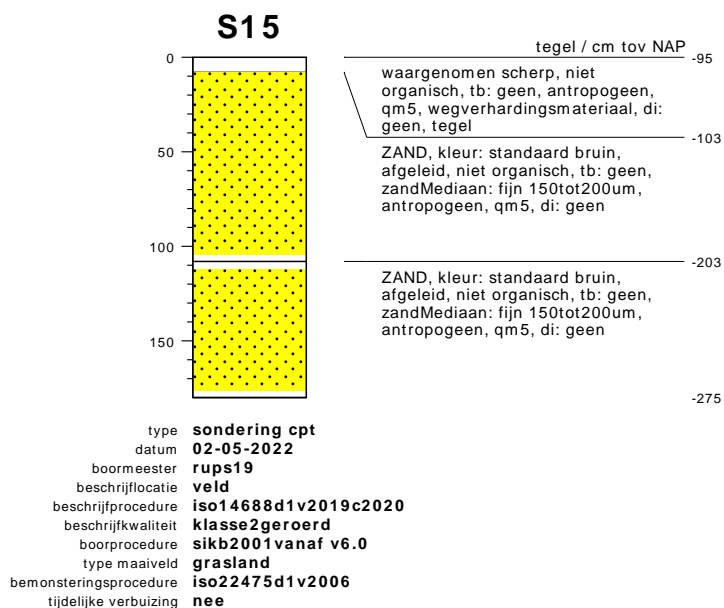 S15
tegel / cm tov NAP
0
-95
waargenomen scherp, niet
organisch, tb: geen, antropogeen,
qm5, wegverhardingsmateriaal, di:
geen, tegel
-103
50
ZAND, kleur: standaard bruin,
afgeleid, niet organisch, tb: geen,
zandMediaan: fijn 150tot200um,
antropogeen, qm5, di: geen
100
-203
ZAND, kleur: standaard bruin,
afgeleid, niet organisch, tb: geen,
zandMediaan: fijn 150tot200um,
antropogeen, qm5, di: geen
150
-275
type sondering cpt
datum 02-05-2022
boormeester rups19
beschrijflocatie veld
beschrijfprocedure iso14688d1v2019c2020
beschrijfkwaliteit klasse2geroerd
boorprocedure sikb2001vanaf v6.0
type maaiveld grasland
bemonsteringsprocedure iso22475d1v2006
tijdelijke verbuizing nee